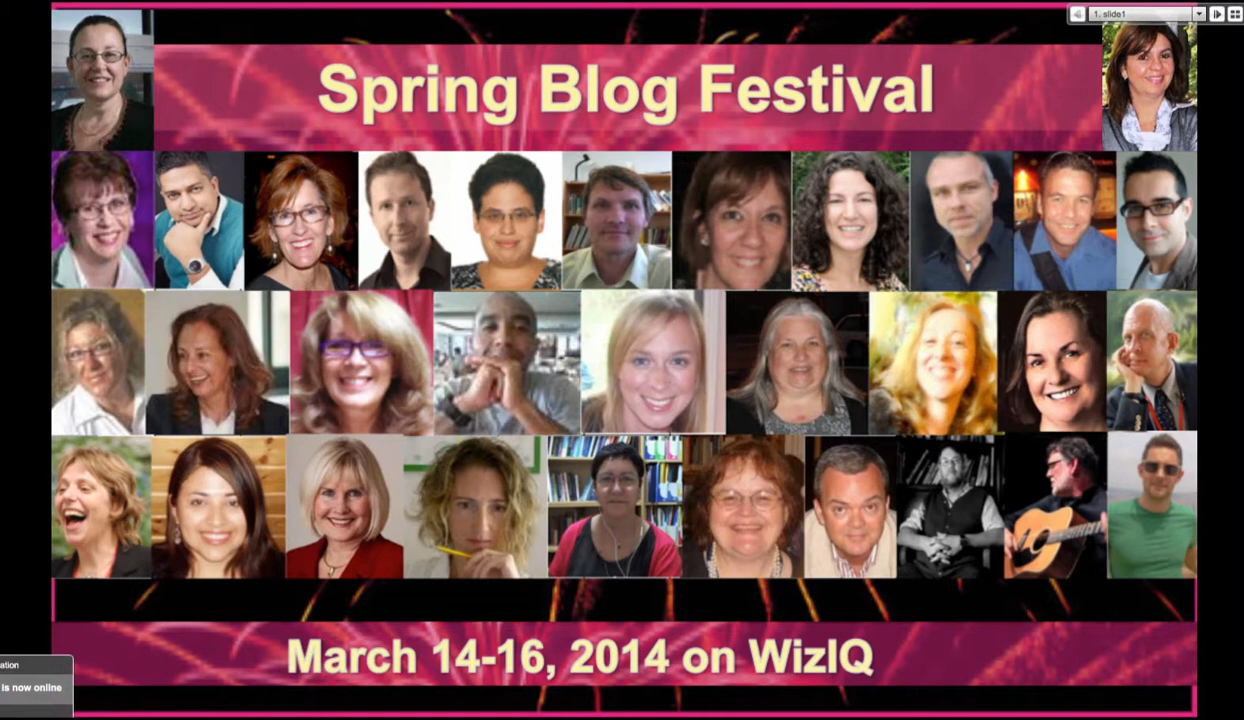 1. slide1
Spring Blog Festival
March 14-16, 2014 on WizIQ
ation
is now online